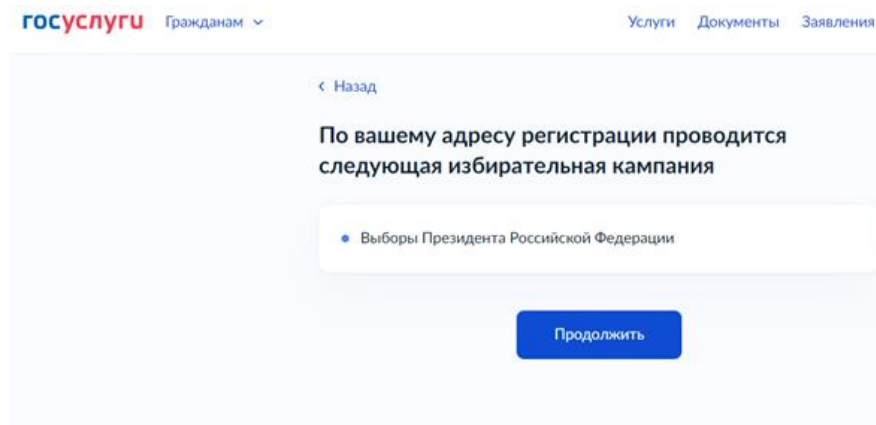 госуслуги Гражданам Услуги Документы Заявления
Назад
По вашему адресу регистрации проводится
следующая избирательная кампания
Выборы Президента Российской Федерации
Продолжить